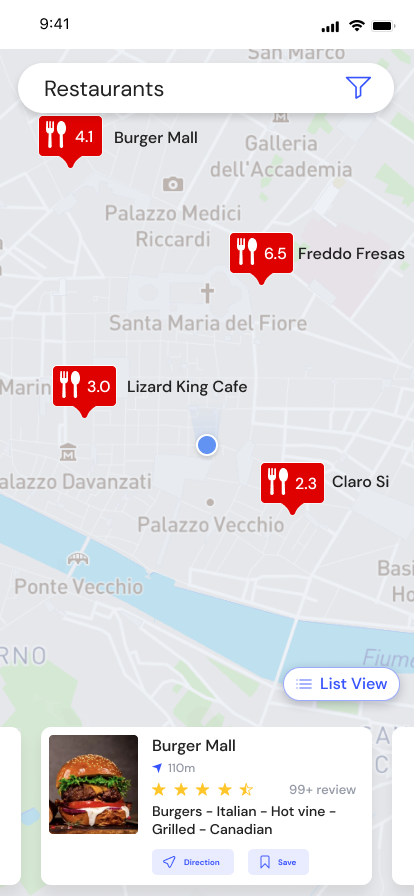 9:41
San Marco
Restaurants
4.1 Burger Mall
Galleria
dell'Accademia
Palazzo Medici
Riccardi
6.5 Freddo Fresas
Santa Maria del Fiore
Marin
3.0 Lizard King Cafe
alazzo Davanzati
2.3 Claro Si
Palazzo Vecchio
Ponte Vecchio
Basi
Ho
RNO
Fiume
List View
Burger Mall
110m
99+ review
Burgers - Italian - Hot vine -
Grilled - Canadian
Direction
Save